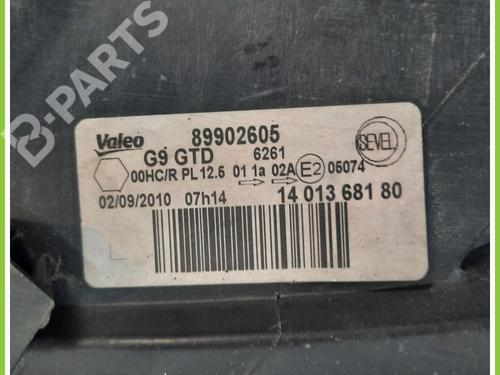 B-PARTS
Valeo 89902605
G9 GTD 6261
00HC/R PL 12.5 01 1a 02A E2 05074
SEVEL
02/09/2010 07h14 14 013 681 80
L